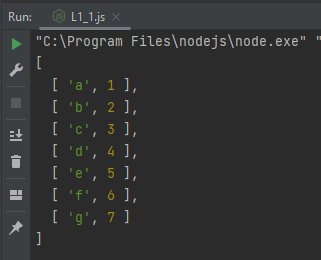 Run: L1_1.js ×
"C:\Program Files\nodejs\node.exe" "
[
  [ 'a', 1 ],
  [ 'b', 2 ],
  [ 'c', 3 ],
  [ 'd', 4 ],
  [ 'e', 5 ],
  [ 'f', 6 ],
  [ 'g', 7 ]
]